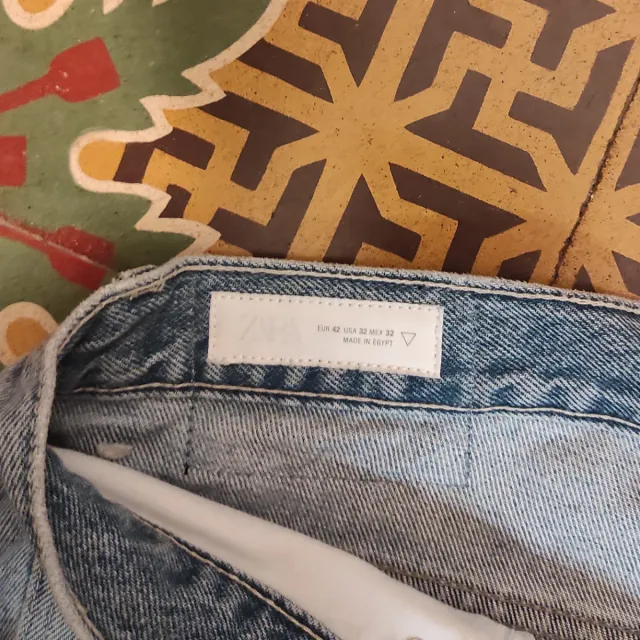 ZARA
EUR 42 USA 32 MEX 32
MADE IN EGYPT